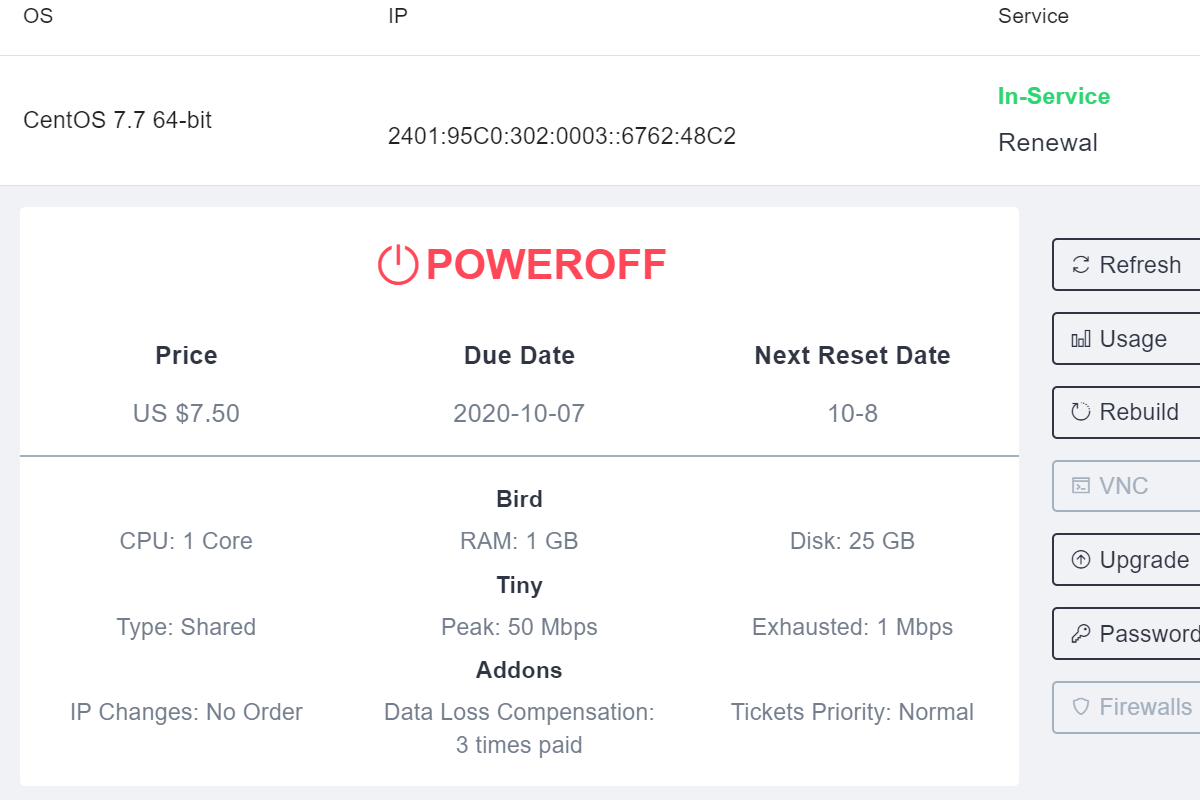 OS IP Service
CentOS 7.7 64-bit 2401:95C0:302:0003::6762:48C2 In-Service
Renewal
POWEROFF
Price Due Date Next Reset Date
US $7.50 2020-10-07 10-8
Bird
CPU: 1 Core RAM: 1 GB Disk: 25 GB
Tiny
Type: Shared Peak: 50 Mbps Exhausted: 1 Mbps
Addons
IP Changes: No Order Data Loss Compensation: Tickets Priority: Normal
3 times paid
Refresh
Usage
Rebuild
VNC
Upgrade
Password
Firewalls